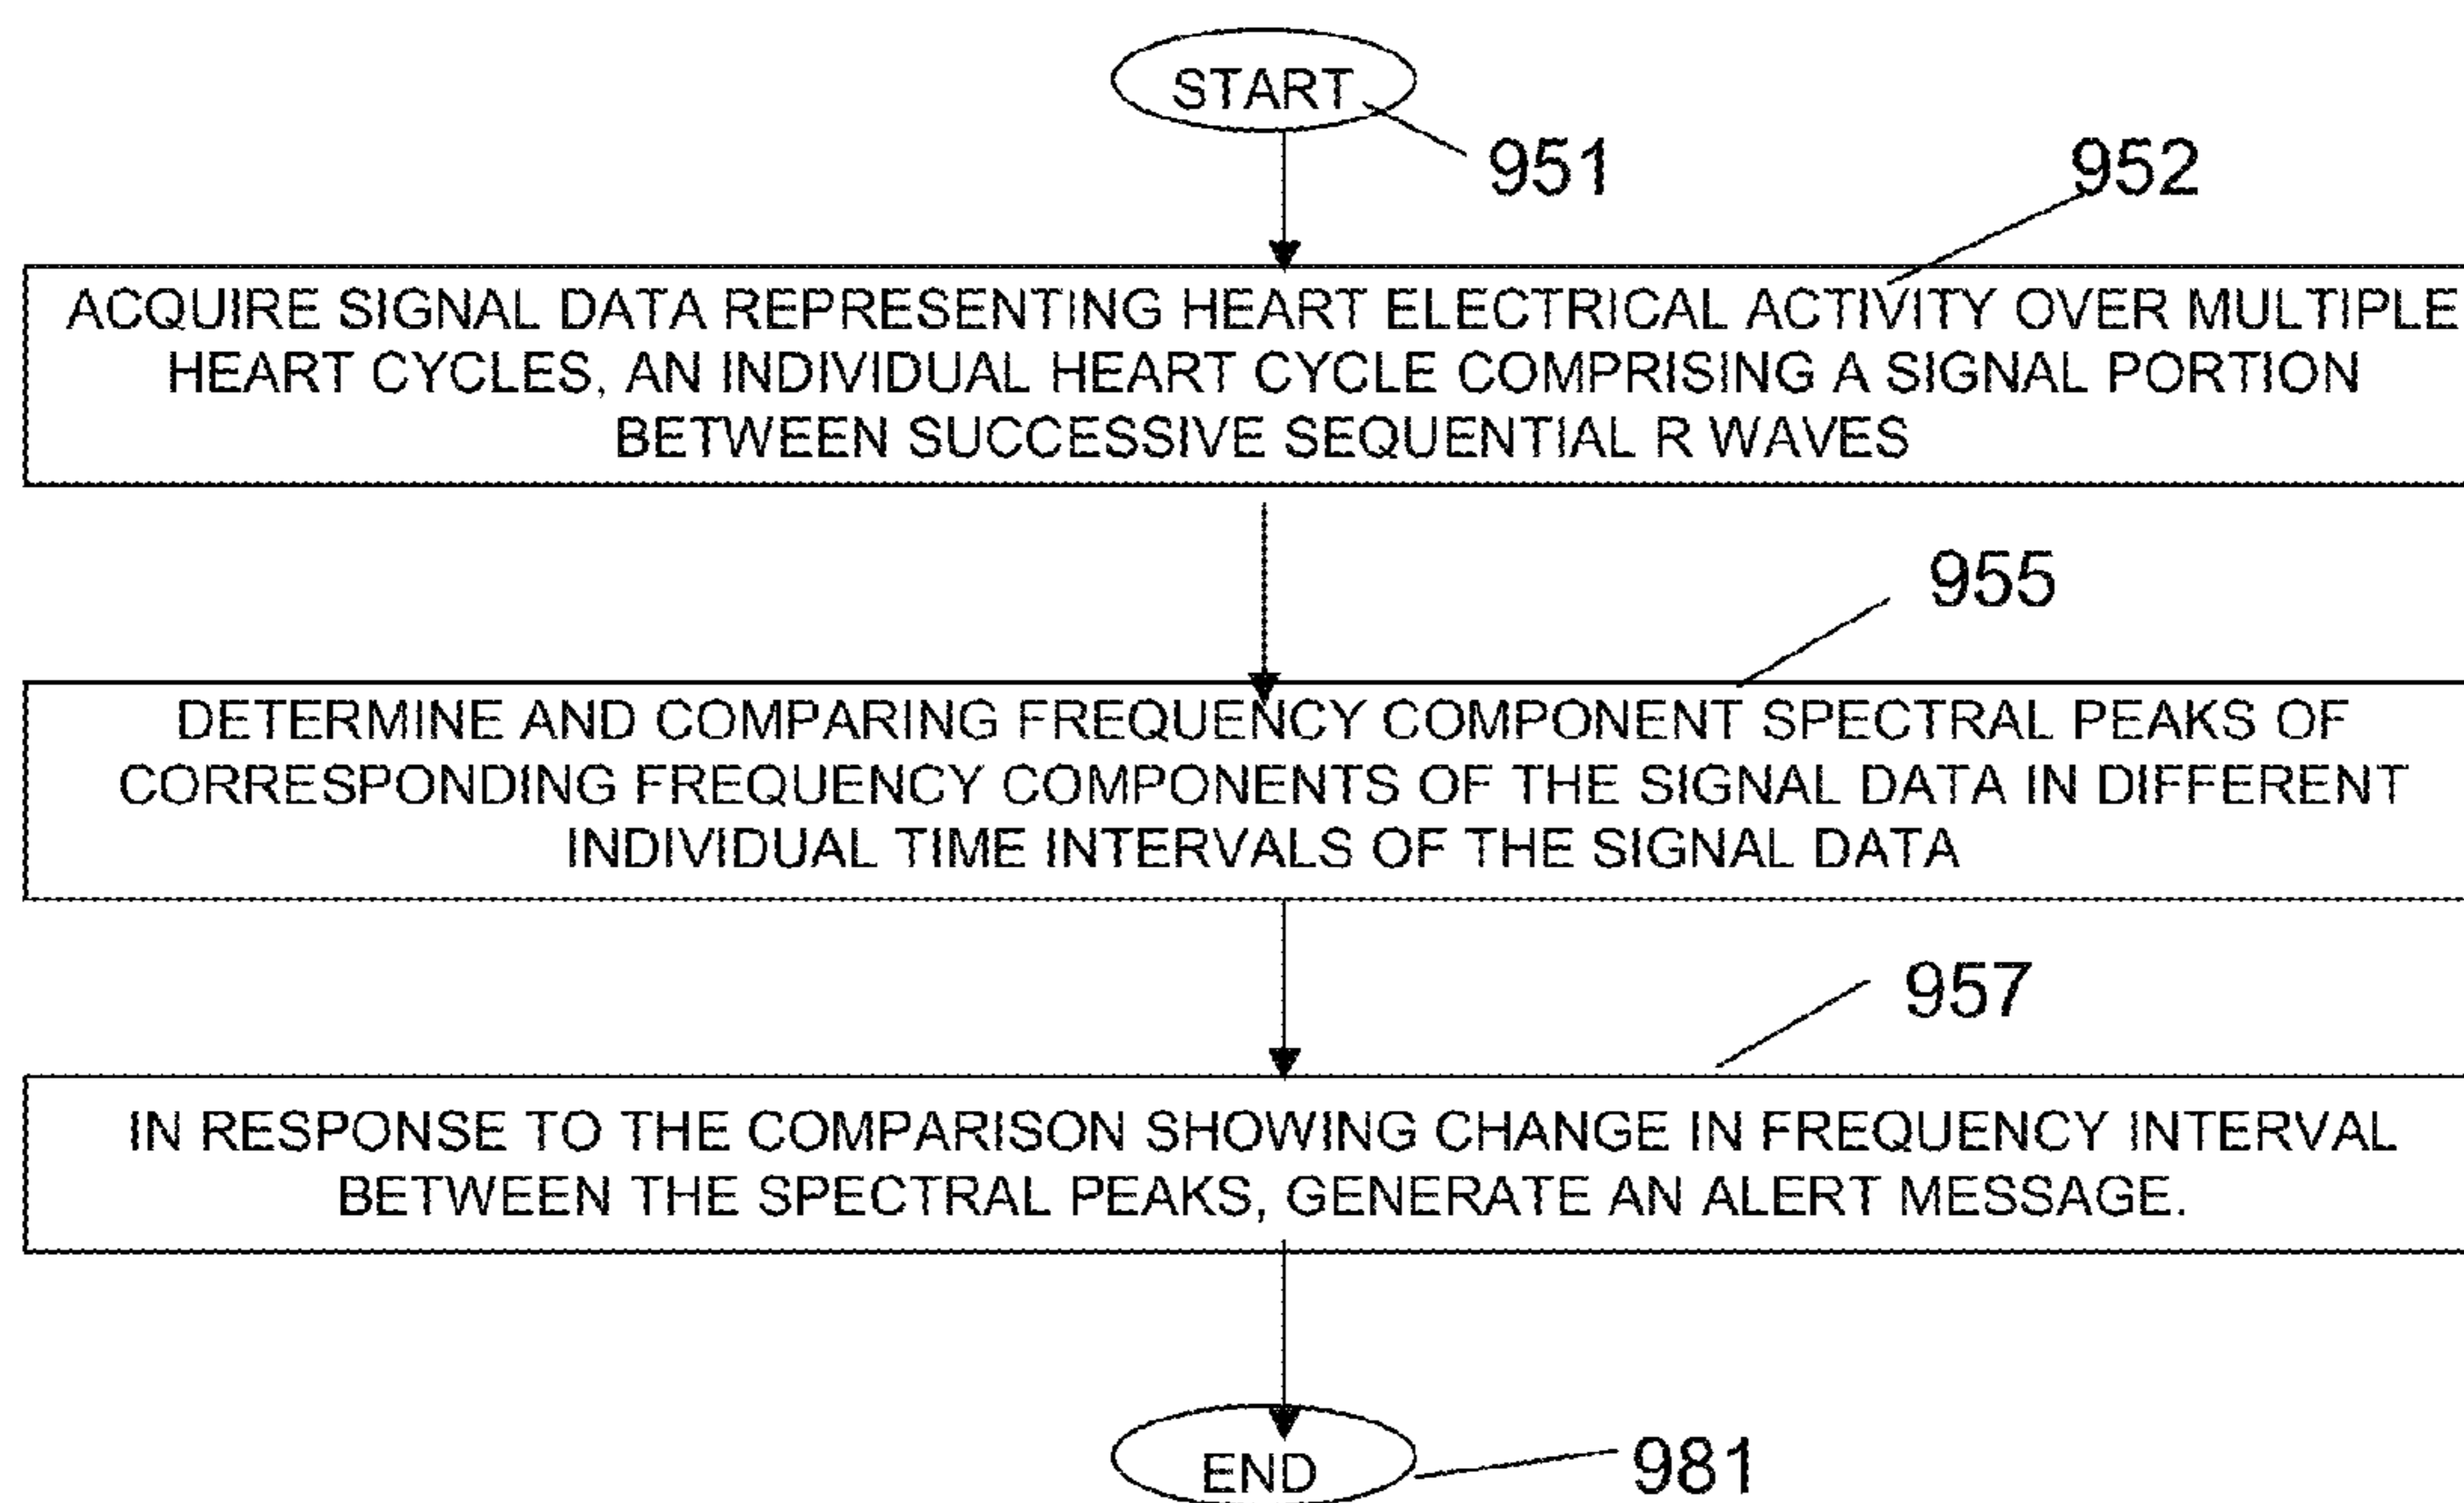 START
951
952
ACQUIRE SIGNAL DATA REPRESENTING HEART ELECTRICAL ACTIVITY OVER MULTIPLE
HEART CYCLES, AN INDIVIDUAL HEART CYCLE COMPRISING A SIGNAL PORTION
BETWEEN SUCCESSIVE SEQUENTIAL R WAVES
955
DETERMINE AND COMPARING FREQUENCY COMPONENT SPECTRAL PEAKS OF
CORRESPONDING FREQUENCY COMPONENTS OF THE SIGNAL DATA IN DIFFERENT
INDIVIDUAL TIME INTERVALS OF THE SIGNAL DATA
957
IN RESPONSE TO THE COMPARISON SHOWING CHANGE IN FREQUENCY INTERVAL
BETWEEN THE SPECTRAL PEAKS, GENERATE AN ALERT MESSAGE.
END
981